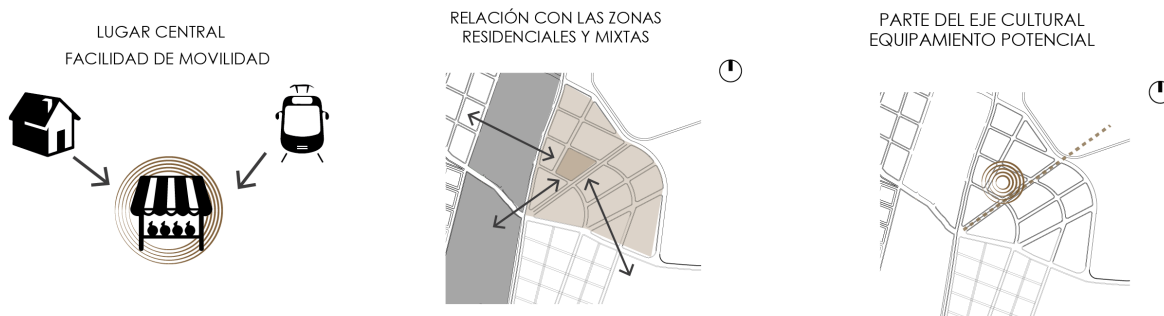 LUGAR CENTRAL
FACILIDAD DE MOVILIDAD
RELACIÓN CON LAS ZONAS
RESIDENCIALES Y MIXTAS
PARTE DEL EJE CULTURAL
EQUIPAMIENTO POTENCIAL